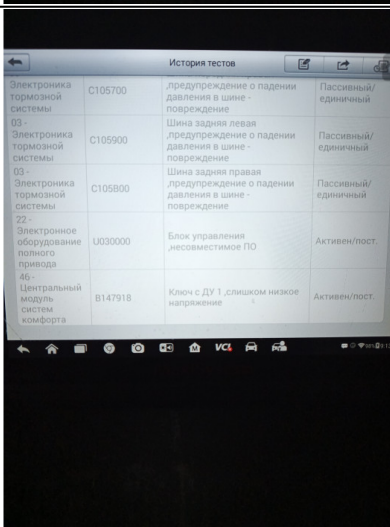 История тестов
Электроника
тормозной
системы
C105700
,предупреждение о падении
давления в шине -
повреждение
Пассивный/
единичный
03 -
Электроника
тормозной
системы
C105900
Шина задняя левая
,предупреждение о падении
давления в шине -
повреждение
Пассивный/
единичный
03 -
Электроника
тормозной
системы
C105B00
Шина задняя правая
,предупреждение о падении
давления в шине -
повреждение
Пассивный/
единичный
22 -
Электронное
оборудование
полного
привода
U030000
Блок управления
,несовместимое ПО
Активен/пост.
46 -
Центральный
модуль
систем
комфорта
B147918
Ключ с ДУ 1 ,слишком низкое
напряжение
Активен/пост.
VCI